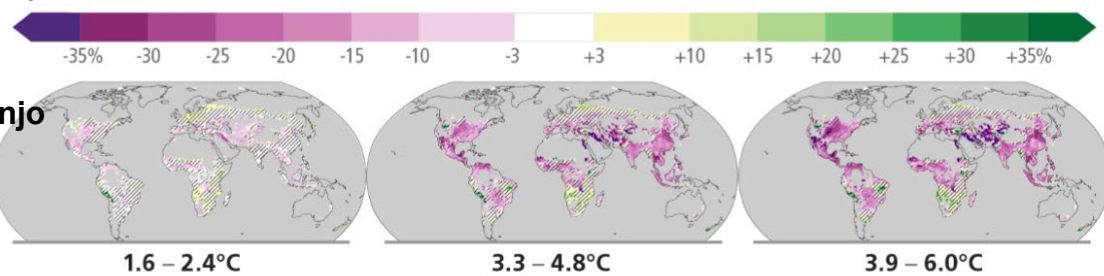 -35% -30 -25 -20 -15 -10 -3 +3 +10 +15 +20 +25 +30 +35%
njo
1.6 – 2.4°C 3.3 – 4.8°C 3.9 – 6.0°C